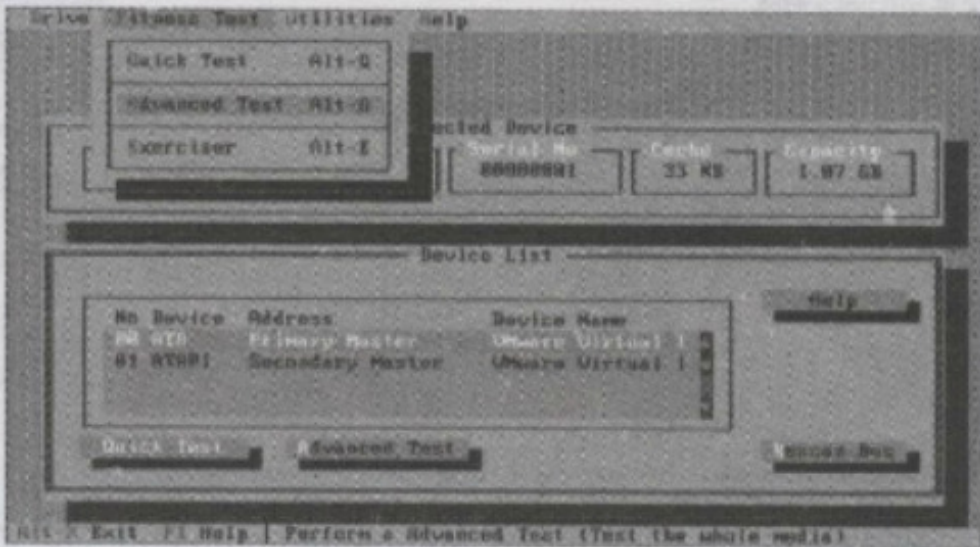 Drive Fitness Test Utilities Help
Quick Test Alt-Q
Advanced Test Alt-A
Exerciser Alt-E
ected Device
Serial No Cache Capacity
00000001 33 KB 1.07 GB
Device List
Help
No Device Address Device Name
00 ATA Primary Master VMware Virtual I
01 ATAPI Secondary Master VMware Virtual I
Quick Test Advanced Test Rescan Bus
Alt-X Exit F1 Help | Perform a Advanced Test (Test the whole media)